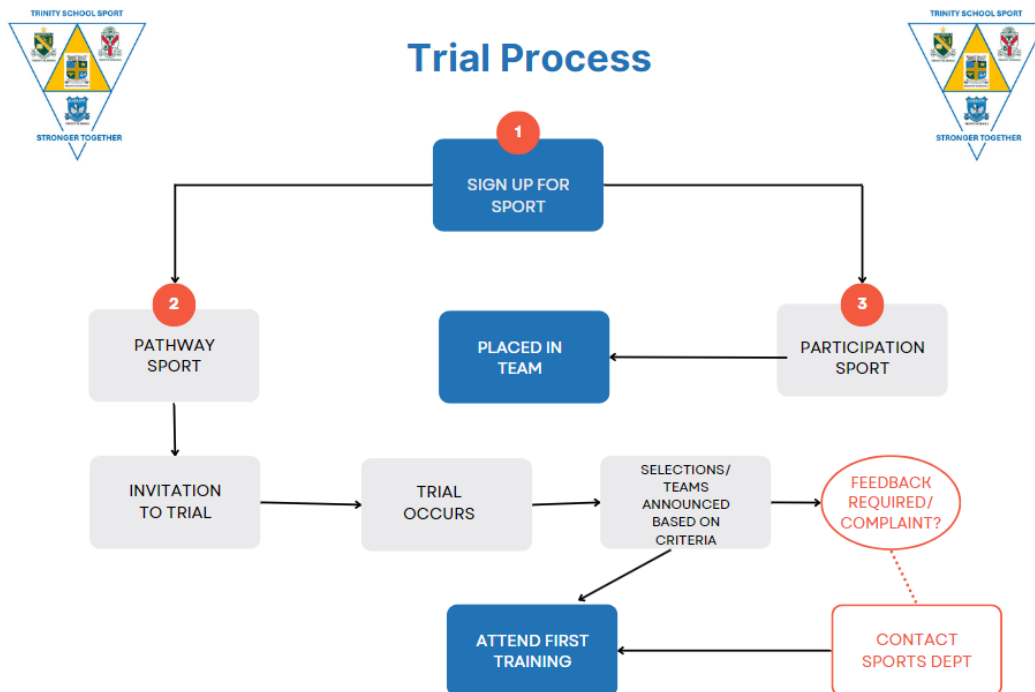 TRINITY SCHOOL SPORT
STRONGER TOGETHER
Trial Process
TRINITY SCHOOL SPORT
STRONGER TOGETHER
1
SIGN UP FOR
SPORT
2
PATHWAY
SPORT
PLACED IN
TEAM
3
PARTICIPATION
SPORT
INVITATION
TO TRIAL
TRIAL
OCCURS
SELECTIONS/
TEAMS
ANNOUNCED
BASED ON
CRITERIA
FEEDBACK
REQUIRED/
COMPLAINT?
ATTEND FIRST
TRAINING
CONTACT
SPORTS DEPT